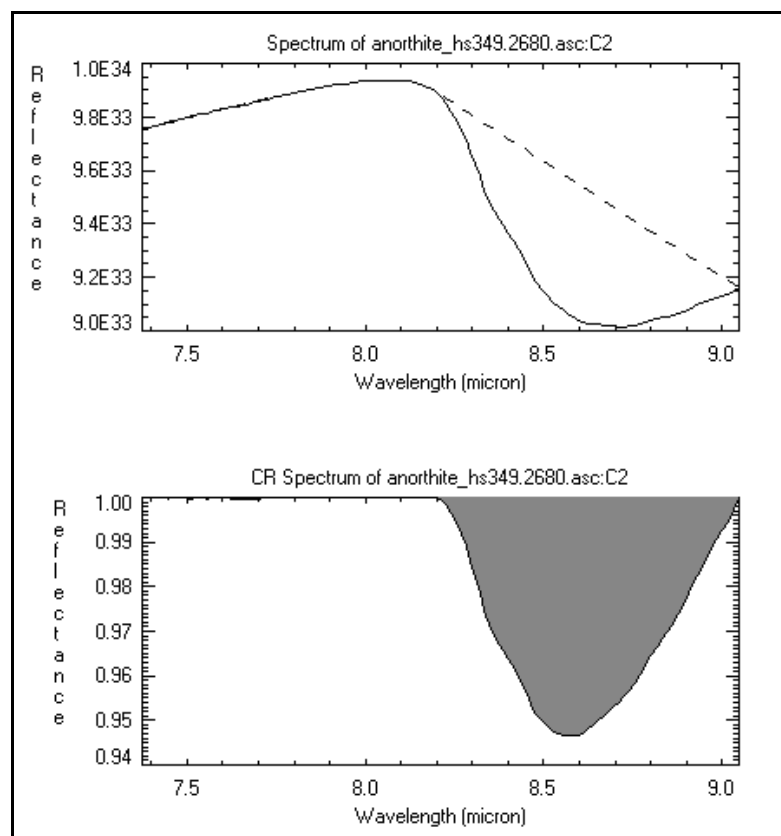 Spectrum of anorthite_hs349.2680.asc:C2
Reflectance
1.0E34
9.8E33
9.6E33
9.4E33
9.2E33
9.0E33
7.5 8.0 8.5 9.0
Wavelength (micron)
CR Spectrum of anorthite_hs349.2680.asc:C2
Reflectance
1.00
0.99
0.98
0.97
0.96
0.95
0.94
7.5 8.0 8.5 9.0
Wavelength (micron)